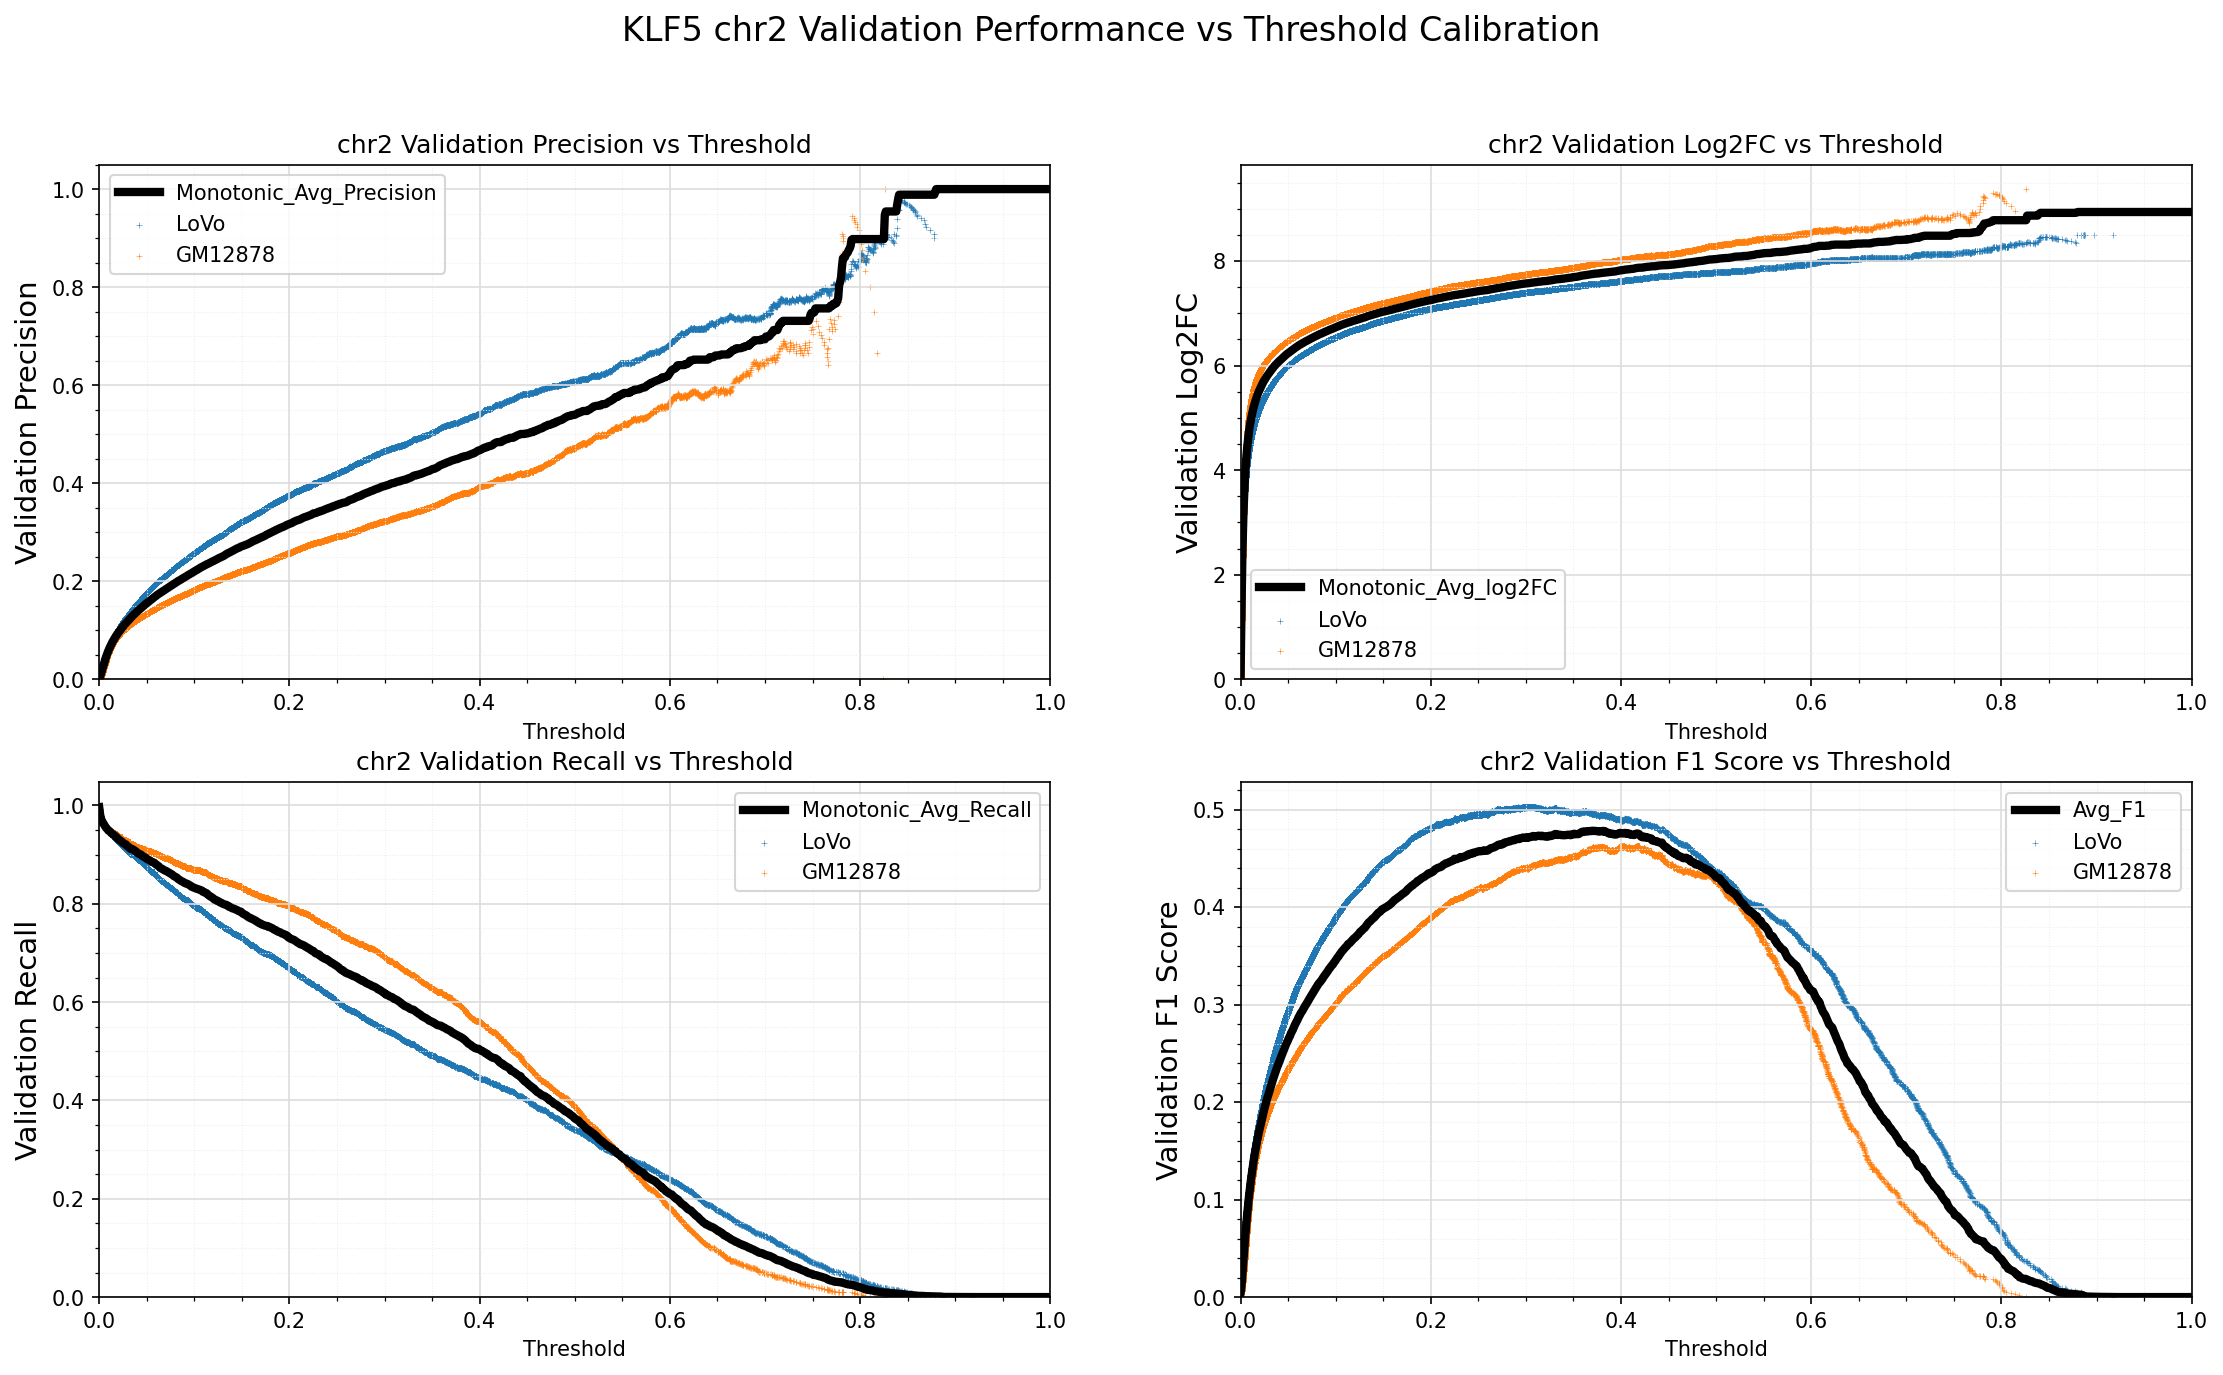 KLF5 chr2 Validation Performance vs Threshold Calibration
chr2 Validation Precision vs Threshold
Validation Precision
1.0
0.8
0.6
0.4
0.2
0.0
Monotonic_Avg_Precision
LoVo
GM12878
0.0 0.2 0.4 0.6 0.8 1.0
Threshold
chr2 Validation Log2FC vs Threshold
Validation Log2FC
8
6
4
2
0
Monotonic_Avg_log2FC
LoVo
GM12878
0.0 0.2 0.4 0.6 0.8 1.0
Threshold
chr2 Validation Recall vs Threshold
Validation Recall
1.0
0.8
0.6
0.4
0.2
0.0
Monotonic_Avg_Recall
LoVo
GM12878
0.0 0.2 0.4 0.6 0.8 1.0
Threshold
chr2 Validation F1 Score vs Threshold
Validation F1 Score
0.5
0.4
0.3
0.2
0.1
0.0
Avg_F1
LoVo
GM12878
0.0 0.2 0.4 0.6 0.8 1.0
Threshold